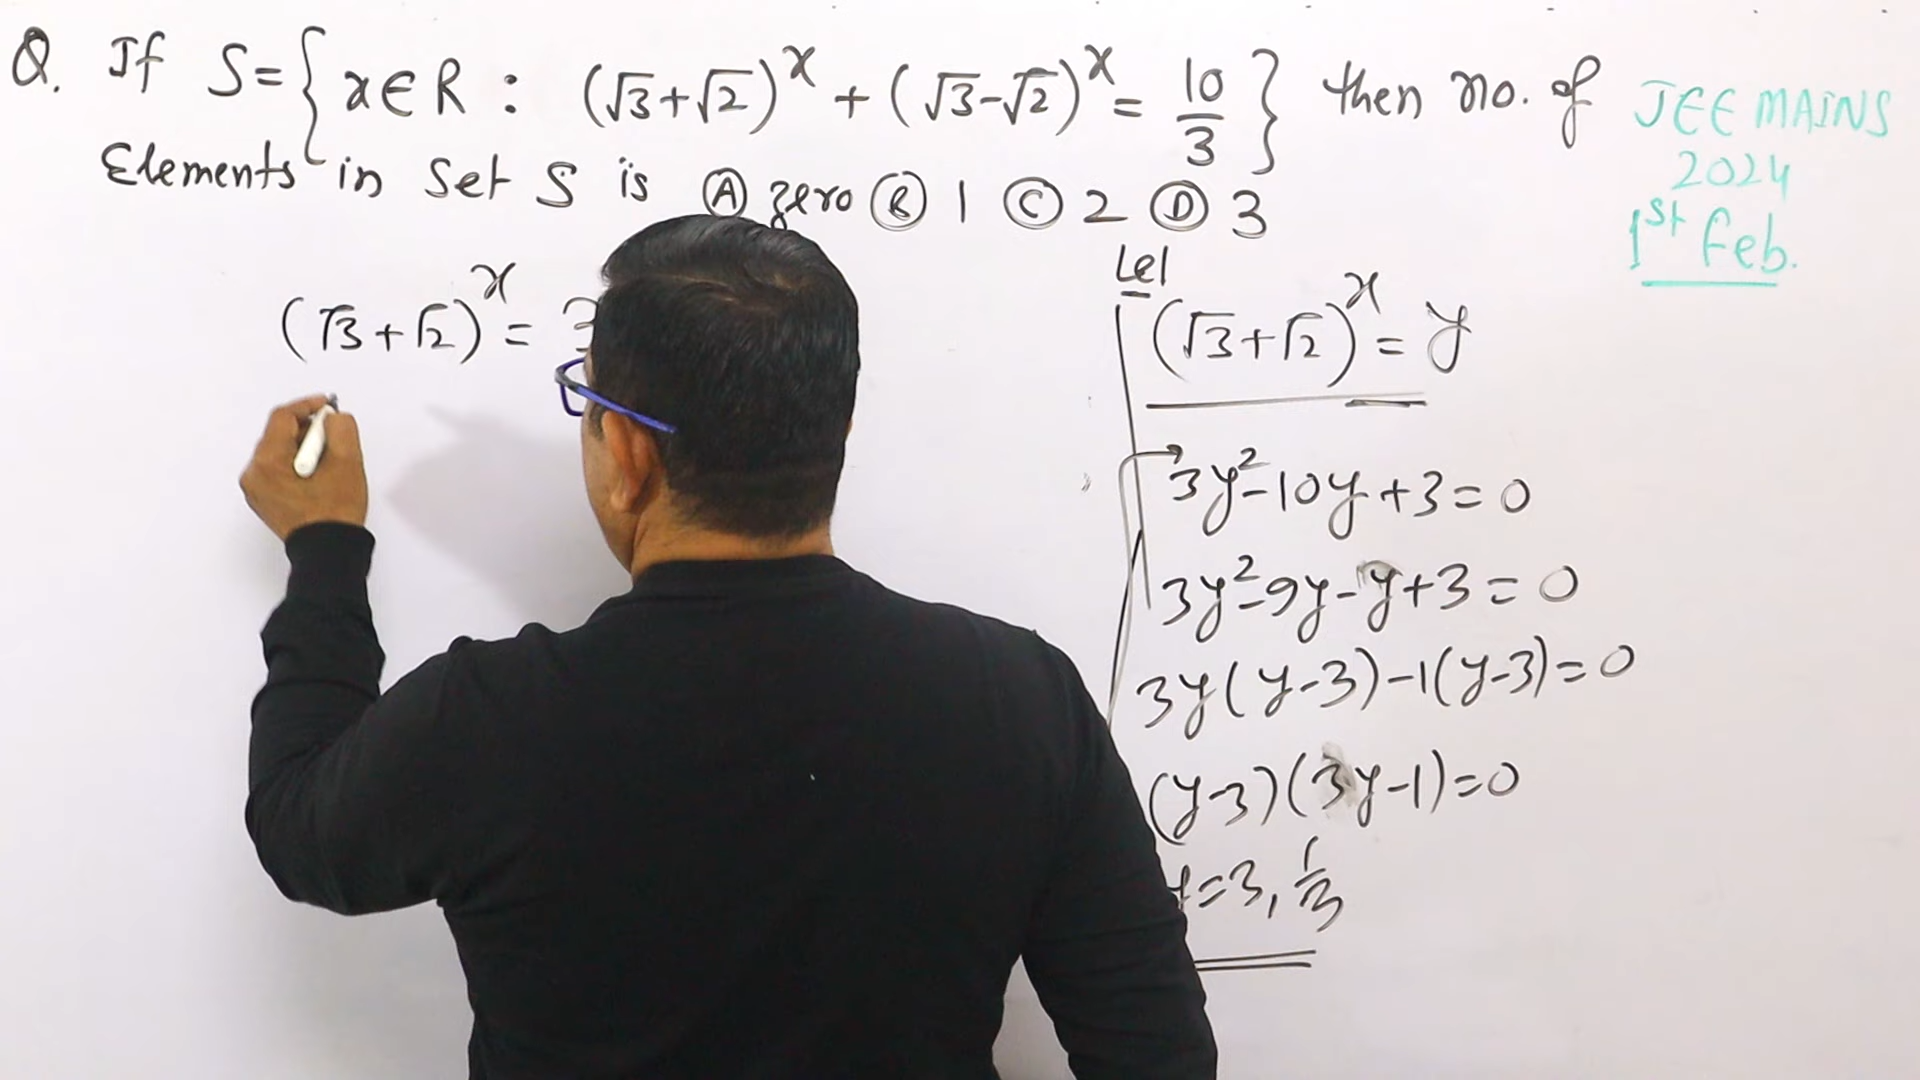 Q. If S={x∈R : (√3+√2)^x + (√3-√2)^x = 10/3} then no. of
Elements in Set S is Ⓐ zero Ⓑ 1 Ⓒ 2 Ⓓ 3
JEE MAINS
2024
1st Feb.
(√3+√2)^x = 3
Let
(√3+√2)^x = y
3y²-10y+3=0
3y²-9y-y+3=0
3y(y-3)-1(y-3)=0
(y-3)(3y-1)=0
y=3, 1/3